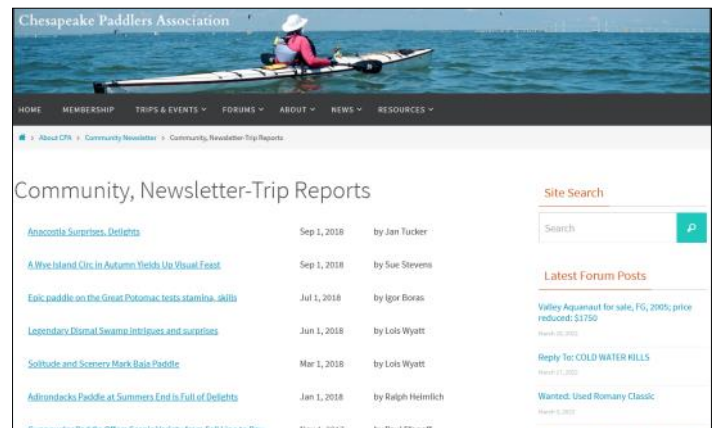 Chesapeake Paddlers Association
HOME MEMBERSHIP TRIPS & EVENTS FORUMS ABOUT NEWS RESOURCES
About CPA > Community Newsletter > Community, Newsletter-Trip Reports
Community, Newsletter-Trip Reports
Anacostia Surprises, Delights Sep 1, 2018 by Jan Tucker
A Wye Island Circ in Autumn Yields Up Visual Feast Sep 1, 2018 by Sue Stevens
Epic paddle on the Great Potomac tests stamina, skills Jul 1, 2018 by Igor Boras
Legendary Dismal Swamp intrigues and surprises Jun 1, 2018 by Lois Wyatt
Solitude and Scenery Mark Baja Paddle Mar 1, 2018 by Lois Wyatt
Adirondacks Paddle at Summers End is Full of Delights Jan 1, 2018 by Ralph Heimlich
Site Search
Search
Latest Forum Posts
Valley Aquanaut for sale, FG, 2005; price
reduced: $1750
Reply To: COLD WATER KILLS
Wanted: Used Romany Classic